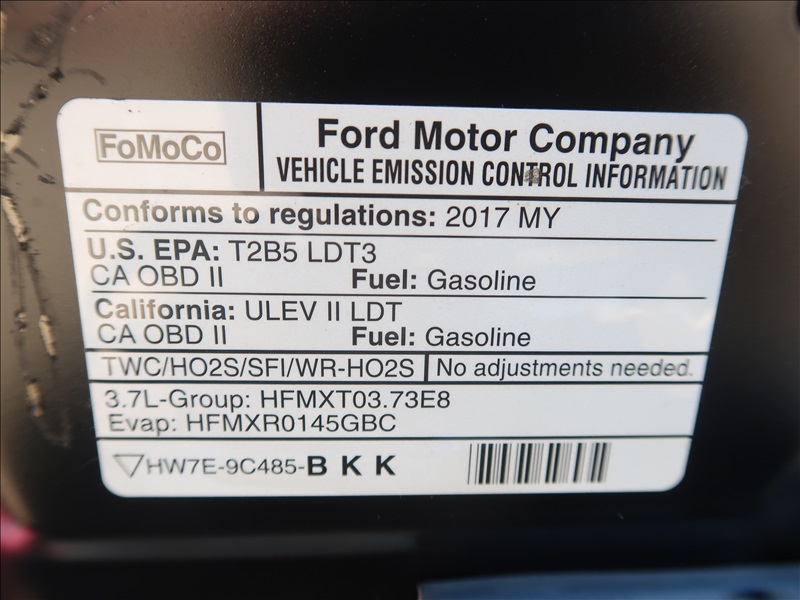 FoMoCo
Ford Motor Company
VEHICLE EMISSION CONTROL INFORMATION
Conforms to regulations: 2017 MY
U.S. EPA: T2B5 LDT3
CA OBD II Fuel: Gasoline
California: ULEV II LDT
CA OBD II Fuel: Gasoline
TWC/HO2S/SFI/WR-HO2S No adjustments needed.
3.7L-Group: HFMXT03.73E8
Evap: HFMXR0145GBC
HW7E-9C485-B K K